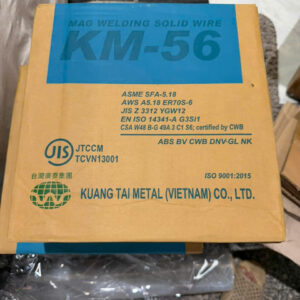 MAG WELDING SOLID WIRE
KM-56
ASME SFA-5.18
AWS A5.18 ER70S-6
JIS Z 3312 YGW12
EN ISO 14341-A G3Si1
CSA W48 B-G 49A 3 C1 S6; certified by CWB
ABS BV CWB DNV-GL NK
JIS
JTCCM
TCVN13001
ISO 9001:2015
台灣廣泰集團
KUANG TAI METAL (VIETNAM) CO., LTD.